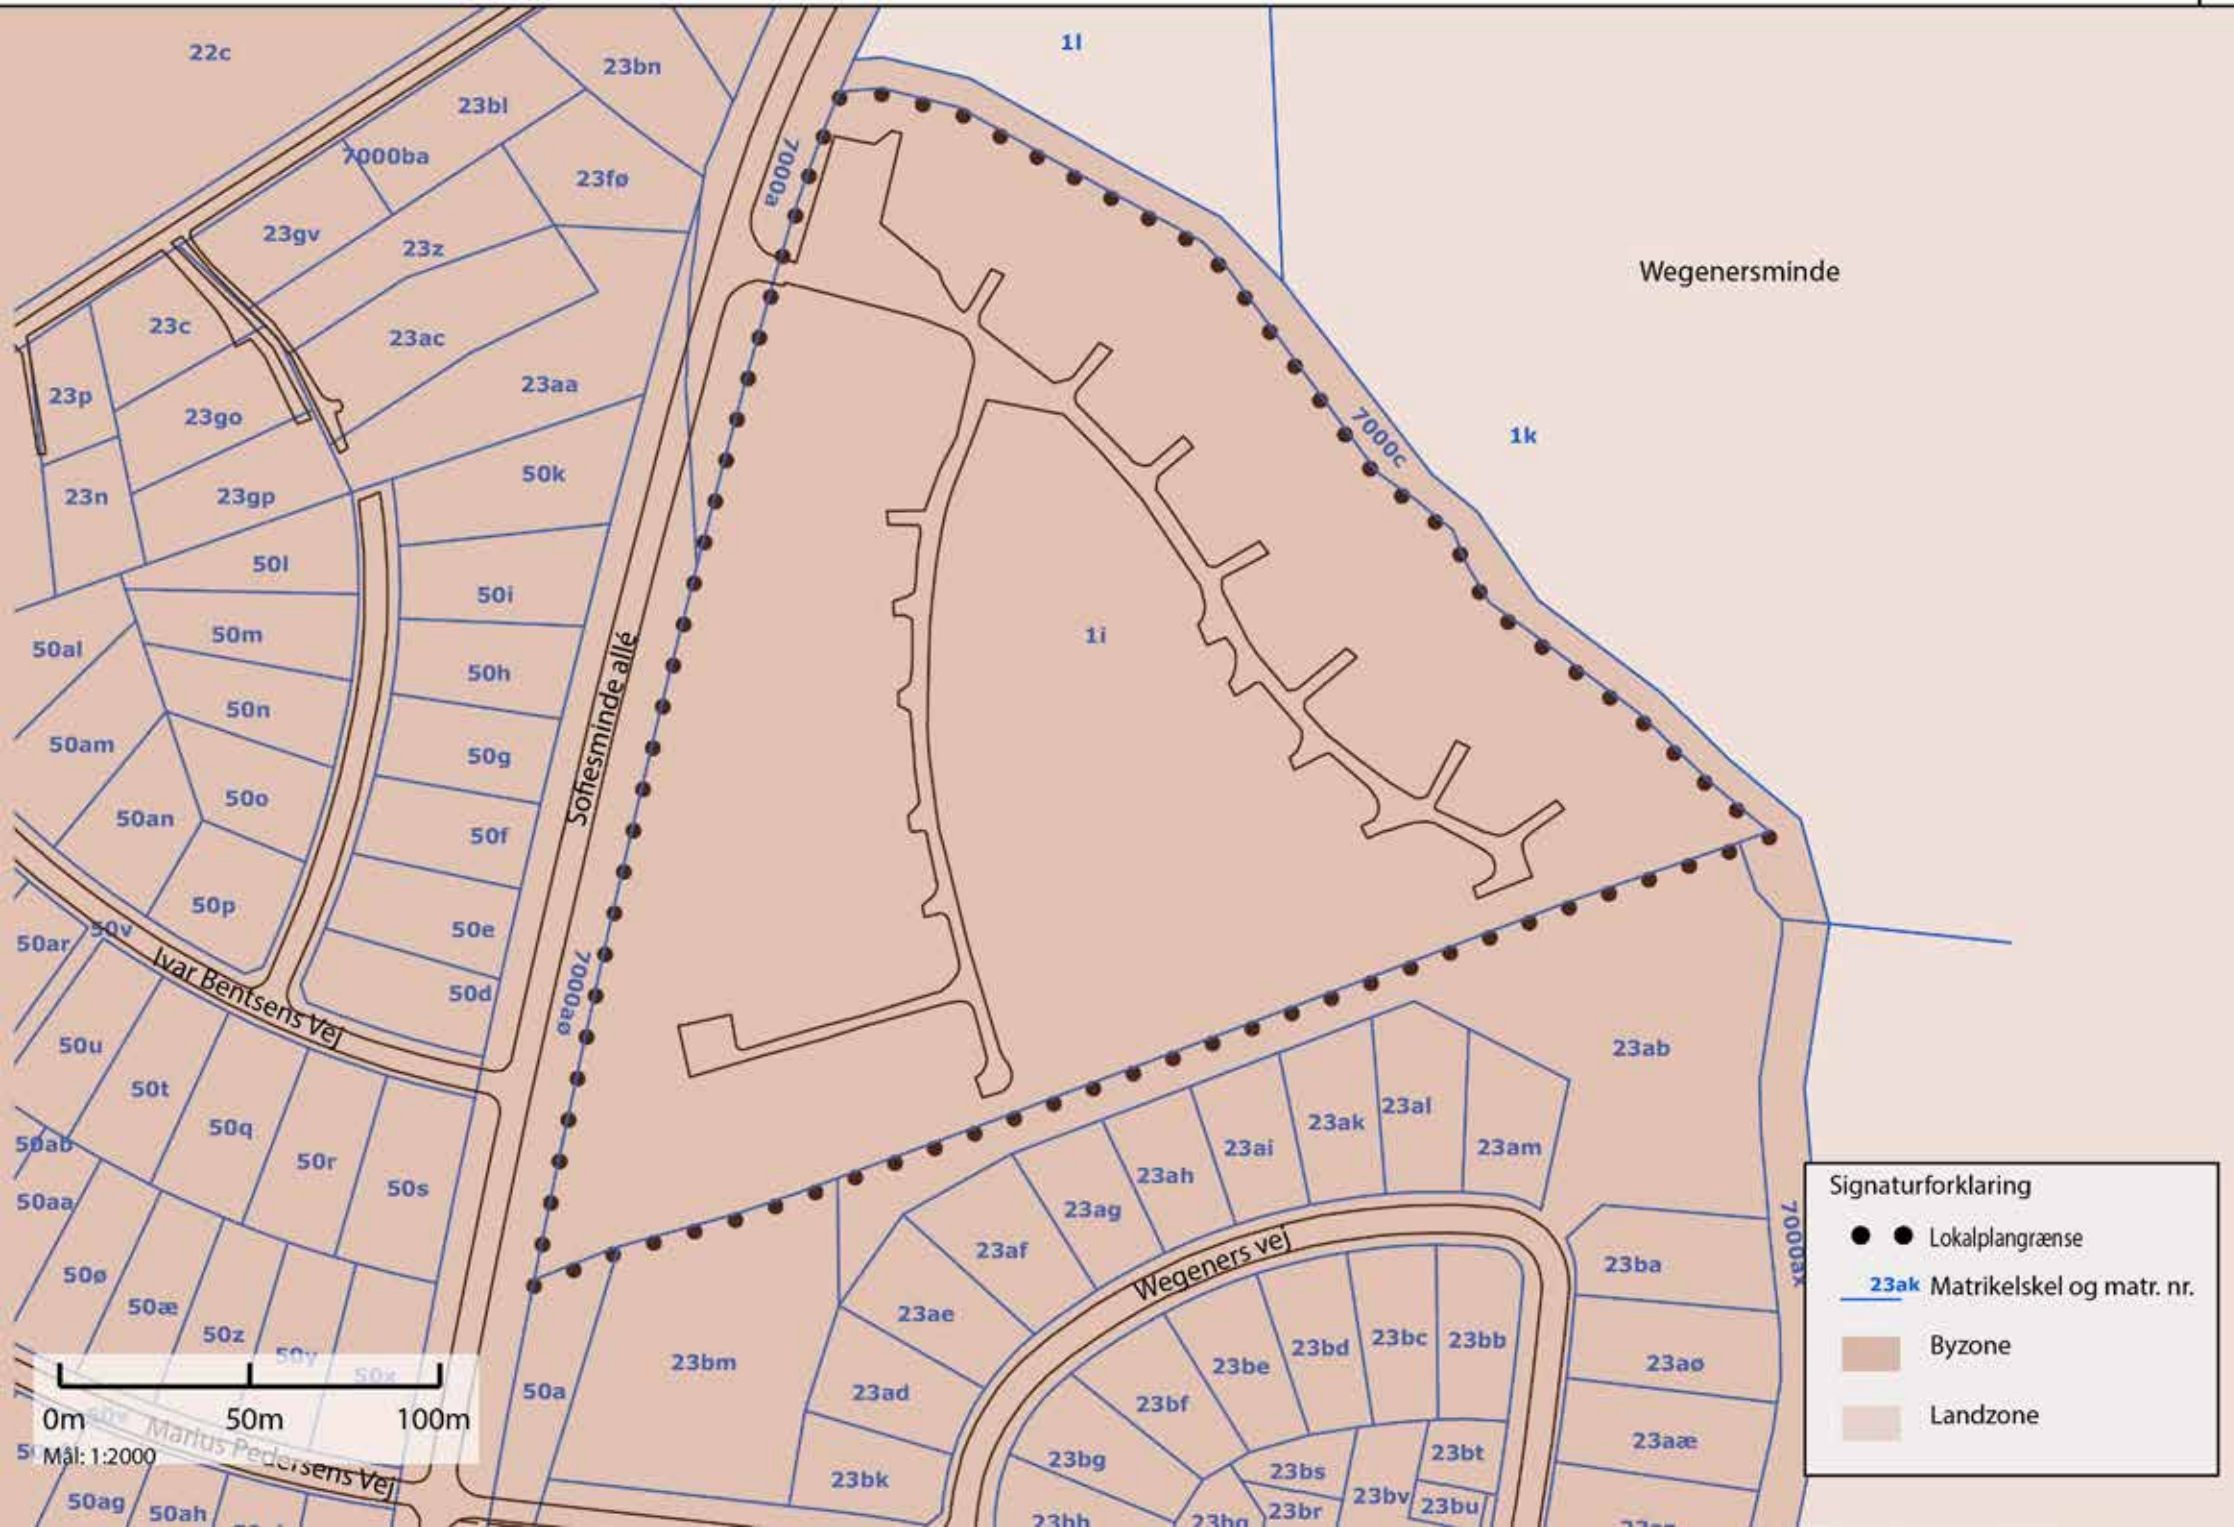 22c
23bn
1l
23bl
7000ba
23fø
7000a
23gv
23z
Wegenersminde
23c
23ac
23p
23aa
23go
7000c
1k
50k
23n
23gp
50l
50i
50m
1i
50al
50h
50n
Sofiesminde allé
50am
50g
50o
50an
50f
50p
50e
50v
50ar
Ivar Bentsens Vej
50d
7000aø
50u
23ab
50t
23al
23ak
50q
50ab
23ai
23am
50r
23ah
50s
50aa
23ag
23af
Wegeners vej
7000ax
23ba
50ø
50æ
23ae
50z
23bd
23bc
23bb
50y
23be
23bm
23aø
50x
50a
23ad
23bf
Marius Pedersens Vej
23aæ
23bg
23bt
23bs
23bk
23bv
50ag
50ah
23br
23bu
23bh
23bq
0m 50m 100m
Mål: 1:2000
Signaturforklaring
Lokalplangrænse
23ak Matrikelskel og matr. nr.
Byzone
Landzone